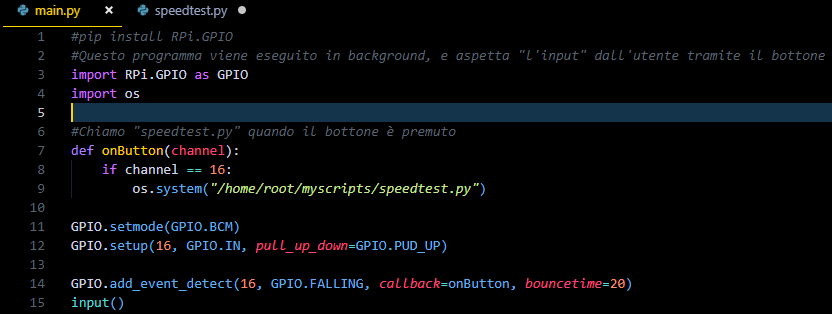 main.py × speedtest.py
1 #pip install RPi.GPIO
2 #Questo programma viene eseguito in background, e aspetta "l'input" dall'utente tramite il bottone
3 import RPi.GPIO as GPIO
4 import os
5
6 #Chiamo "speedtest.py" quando il bottone è premuto
7 def onButton(channel):
8 if channel == 16:
9 os.system("/home/root/myscripts/speedtest.py")
10
11 GPIO.setmode(GPIO.BCM)
12 GPIO.setup(16, GPIO.IN, pull_up_down=GPIO.PUD_UP)
13
14 GPIO.add_event_detect(16, GPIO.FALLING, callback=onButton, bouncetime=20)
15 input()